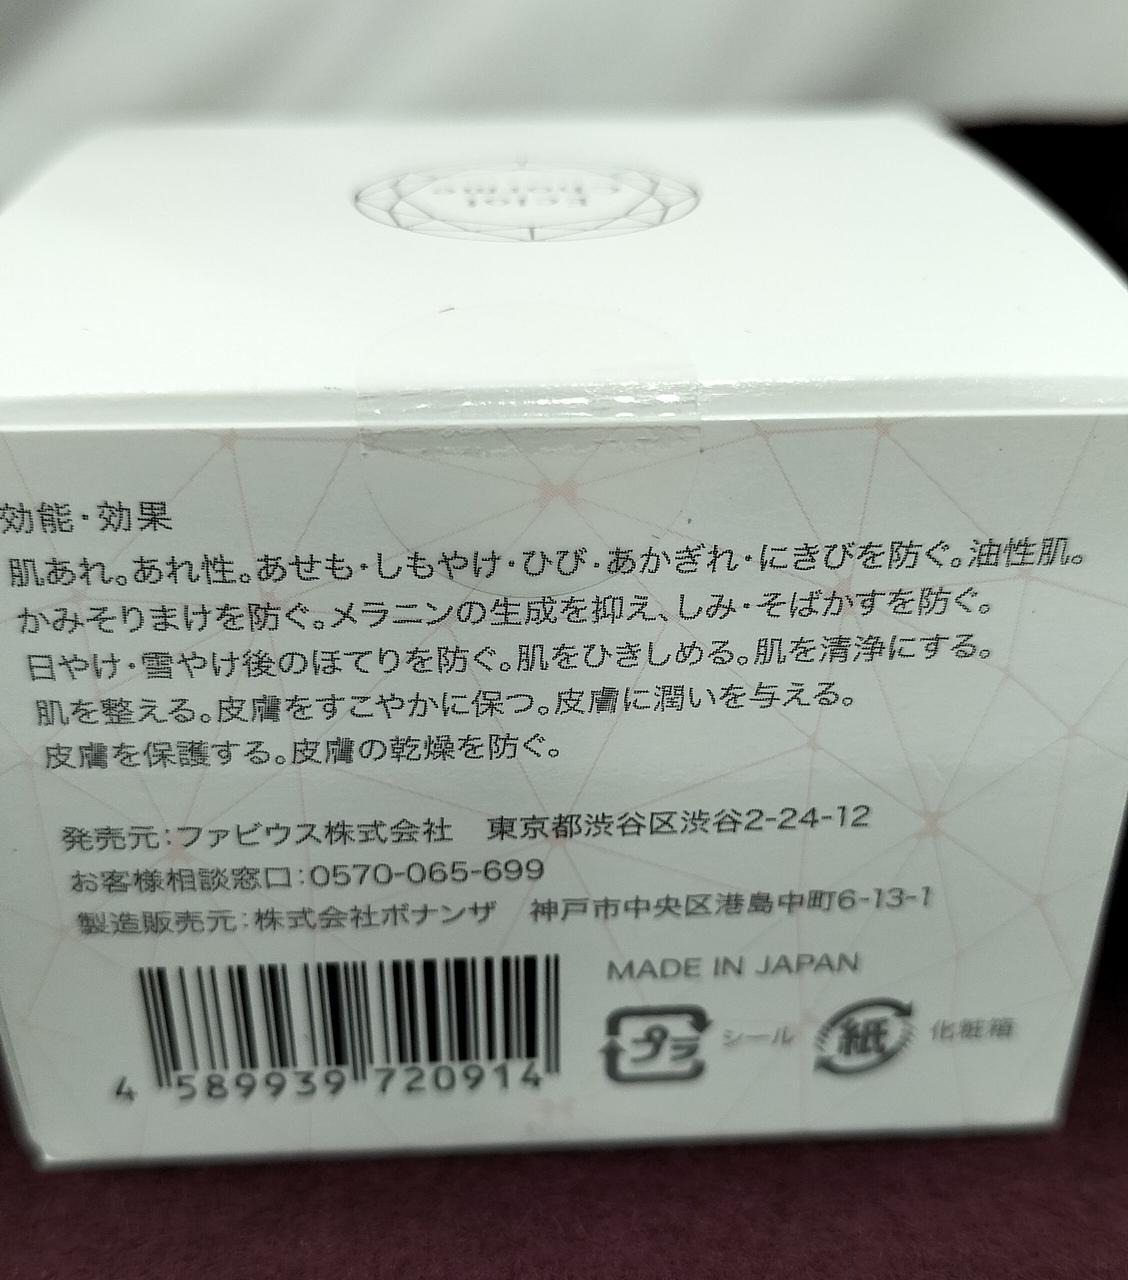 Eclat
Charme
効能・効果
肌あれ。あれ性。あせも・しもやけ・ひび・あかぎれ・にきびを防ぐ。油性肌。
かみそりまけを防ぐ。メラニンの生成を抑え、しみ・そばかすを防ぐ。
日やけ・雪やけ後のほてりを防ぐ。肌をひきしめる。肌を清浄にする。
肌を整える。皮膚をすこやかに保つ。皮膚に潤いを与える。
皮膚を保護する。皮膚の乾燥を防ぐ。
発売元:ファビウス株式会社　東京都渋谷区渋谷2-24-12
お客様相談窓口:0570-065-699
製造販売元:株式会社ボナンザ　神戸市中央区港島中町6-13-1
MADE IN JAPAN
プラ シール 紙 化粧箱
4 589939 720914